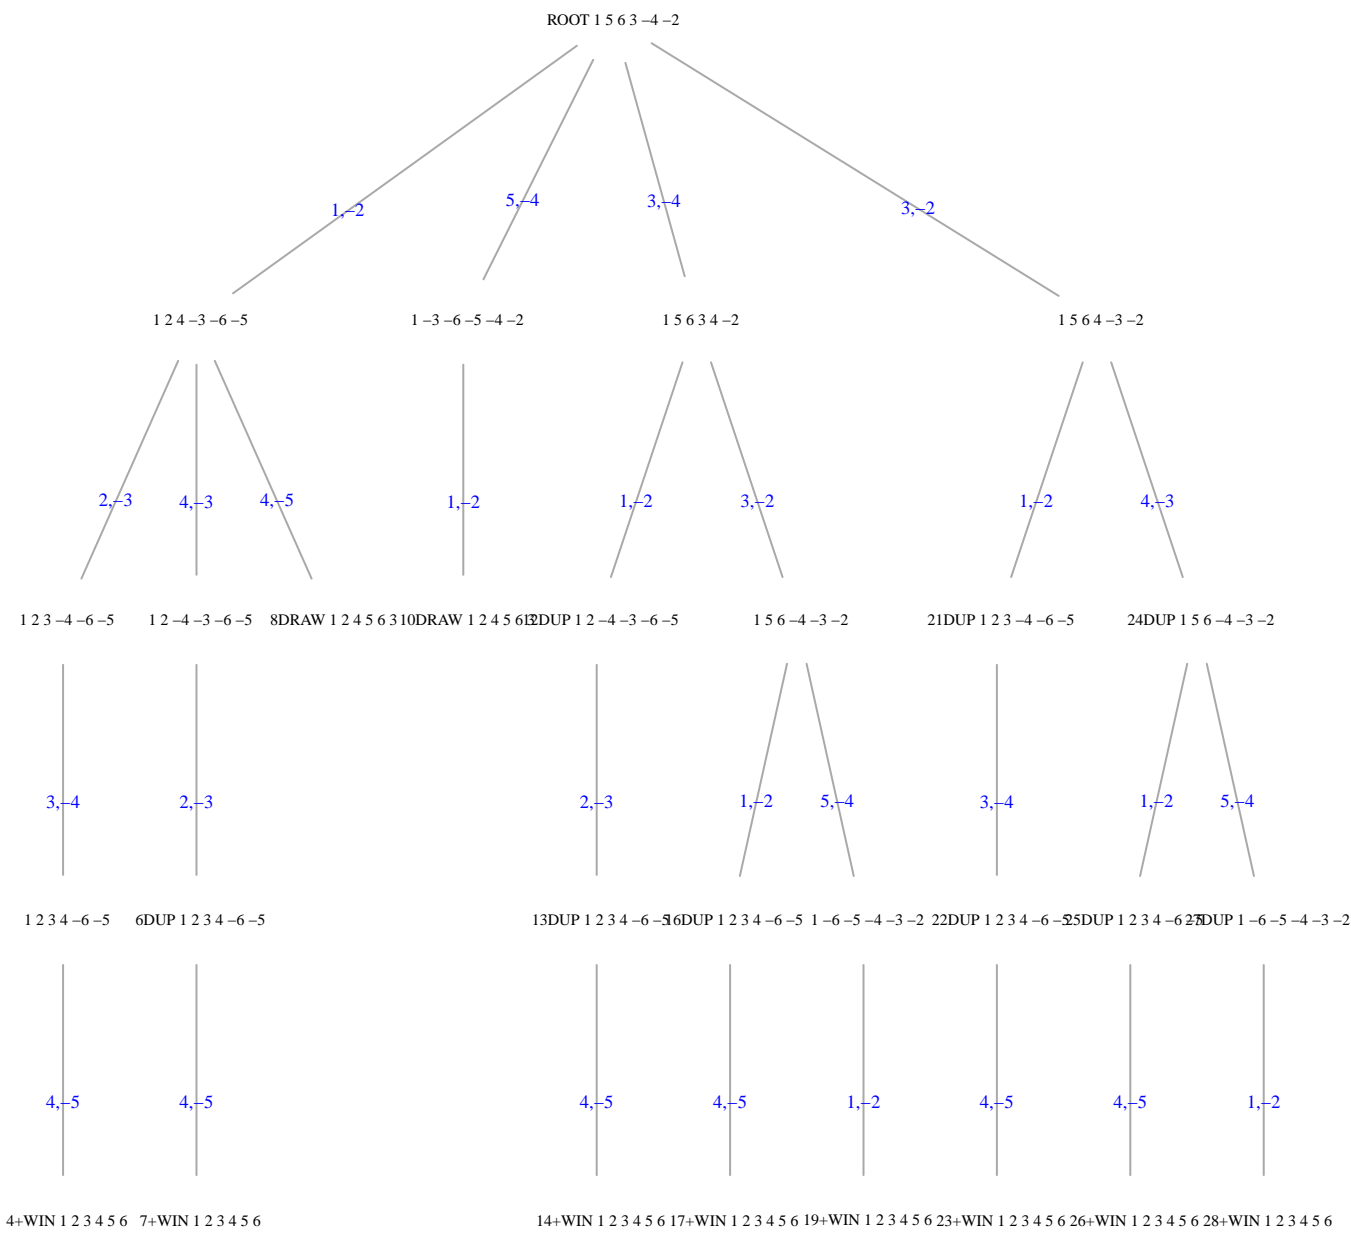 ROOT 1 5 6 3 −4 −2
1,−2
5,−4
3,−4
3,−2
1 2 4 −3 −6 −5
1 −3 −6 −5 −4 −2
1 5 6 3 4 −2
1 5 6 4 −3 −2
2,−3
4,−3
4,−5
1,−2
1,−2
3,−2
1,−2
4,−3
1 2 3 −4 −6 −5
1 2 −4 −3 −6 −5
8DRAW 1 2 4 5 6 3
10DRAW 1 2 4 5 6 3
12DUP 1 2 −4 −3 −6 −5
1 5 6 −4 −3 −2
21DUP 1 2 3 −4 −6 −5
24DUP 1 5 6 −4 −3 −2
3,−4
2,−3
2,−3
1,−2
5,−4
3,−4
1,−2
5,−4
1 2 3 4 −6 −5
6DUP 1 2 3 4 −6 −5
13DUP 1 2 3 4 −6 −5
16DUP 1 2 3 4 −6 −5
1 −6 −5 −4 −3 −2
22DUP 1 2 3 4 −6 −5
25DUP 1 2 3 4 −6 −5
27DUP 1 −6 −5 −4 −3 −2
4,−5
4,−5
4,−5
4,−5
1,−2
4,−5
4,−5
1,−2
4+WIN 1 2 3 4 5 6
7+WIN 1 2 3 4 5 6
14+WIN 1 2 3 4 5 6
17+WIN 1 2 3 4 5 6
19+WIN 1 2 3 4 5 6
23+WIN 1 2 3 4 5 6
26+WIN 1 2 3 4 5 6
28+WIN 1 2 3 4 5 6